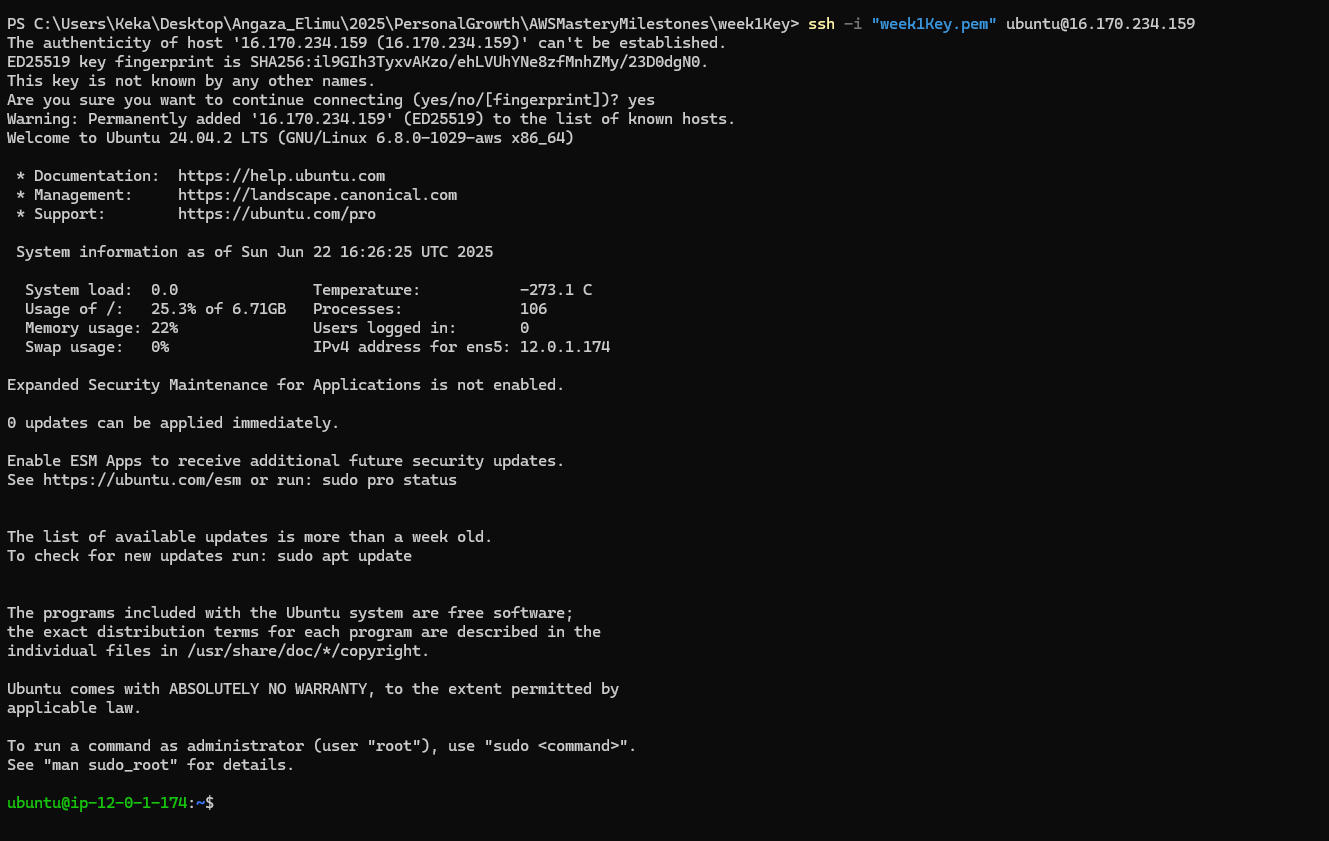 PS C:\Users\Keka\Desktop\Angaza_Elimu\2025\PersonalGrowth\AWSMasteryMilestones\week1Key> ssh -i "week1Key.pem" ubuntu@16.170.234.159
The authenticity of host '16.170.234.159 (16.170.234.159)' can't be established.
ED25519 key fingerprint is SHA256:il9GIh3TyxvAKzo/ehLVUhYNe8zfMnhZMy/23D0dgN0.
This key is not known by any other names.
Are you sure you want to continue connecting (yes/no/[fingerprint])? yes
Warning: Permanently added '16.170.234.159' (ED25519) to the list of known hosts.
Welcome to Ubuntu 24.04.2 LTS (GNU/Linux 6.8.0-1029-aws x86_64)

 * Documentation:  https://help.ubuntu.com
 * Management:     https://landscape.canonical.com
 * Support:        https://ubuntu.com/pro

 System information as of Sun Jun 22 16:26:25 UTC 2025

  System load:  0.0               Temperature:           -273.1 C
  Usage of /:   25.3% of 6.71GB   Processes:             106
  Memory usage: 22%               Users logged in:       0
  Swap usage:   0%                IPv4 address for ens5: 12.0.1.174

Expanded Security Maintenance for Applications is not enabled.

0 updates can be applied immediately.

Enable ESM Apps to receive additional future security updates.
See https://ubuntu.com/esm or run: sudo pro status


The list of available updates is more than a week old.
To check for new updates run: sudo apt update


The programs included with the Ubuntu system are free software;
the exact distribution terms for each program are described in the
individual files in /usr/share/doc/*/copyright.

Ubuntu comes with ABSOLUTELY NO WARRANTY, to the extent permitted by
applicable law.

To run a command as administrator (user "root"), use "sudo <command>".
See "man sudo_root" for details.

ubuntu@ip-12-0-1-174:~$